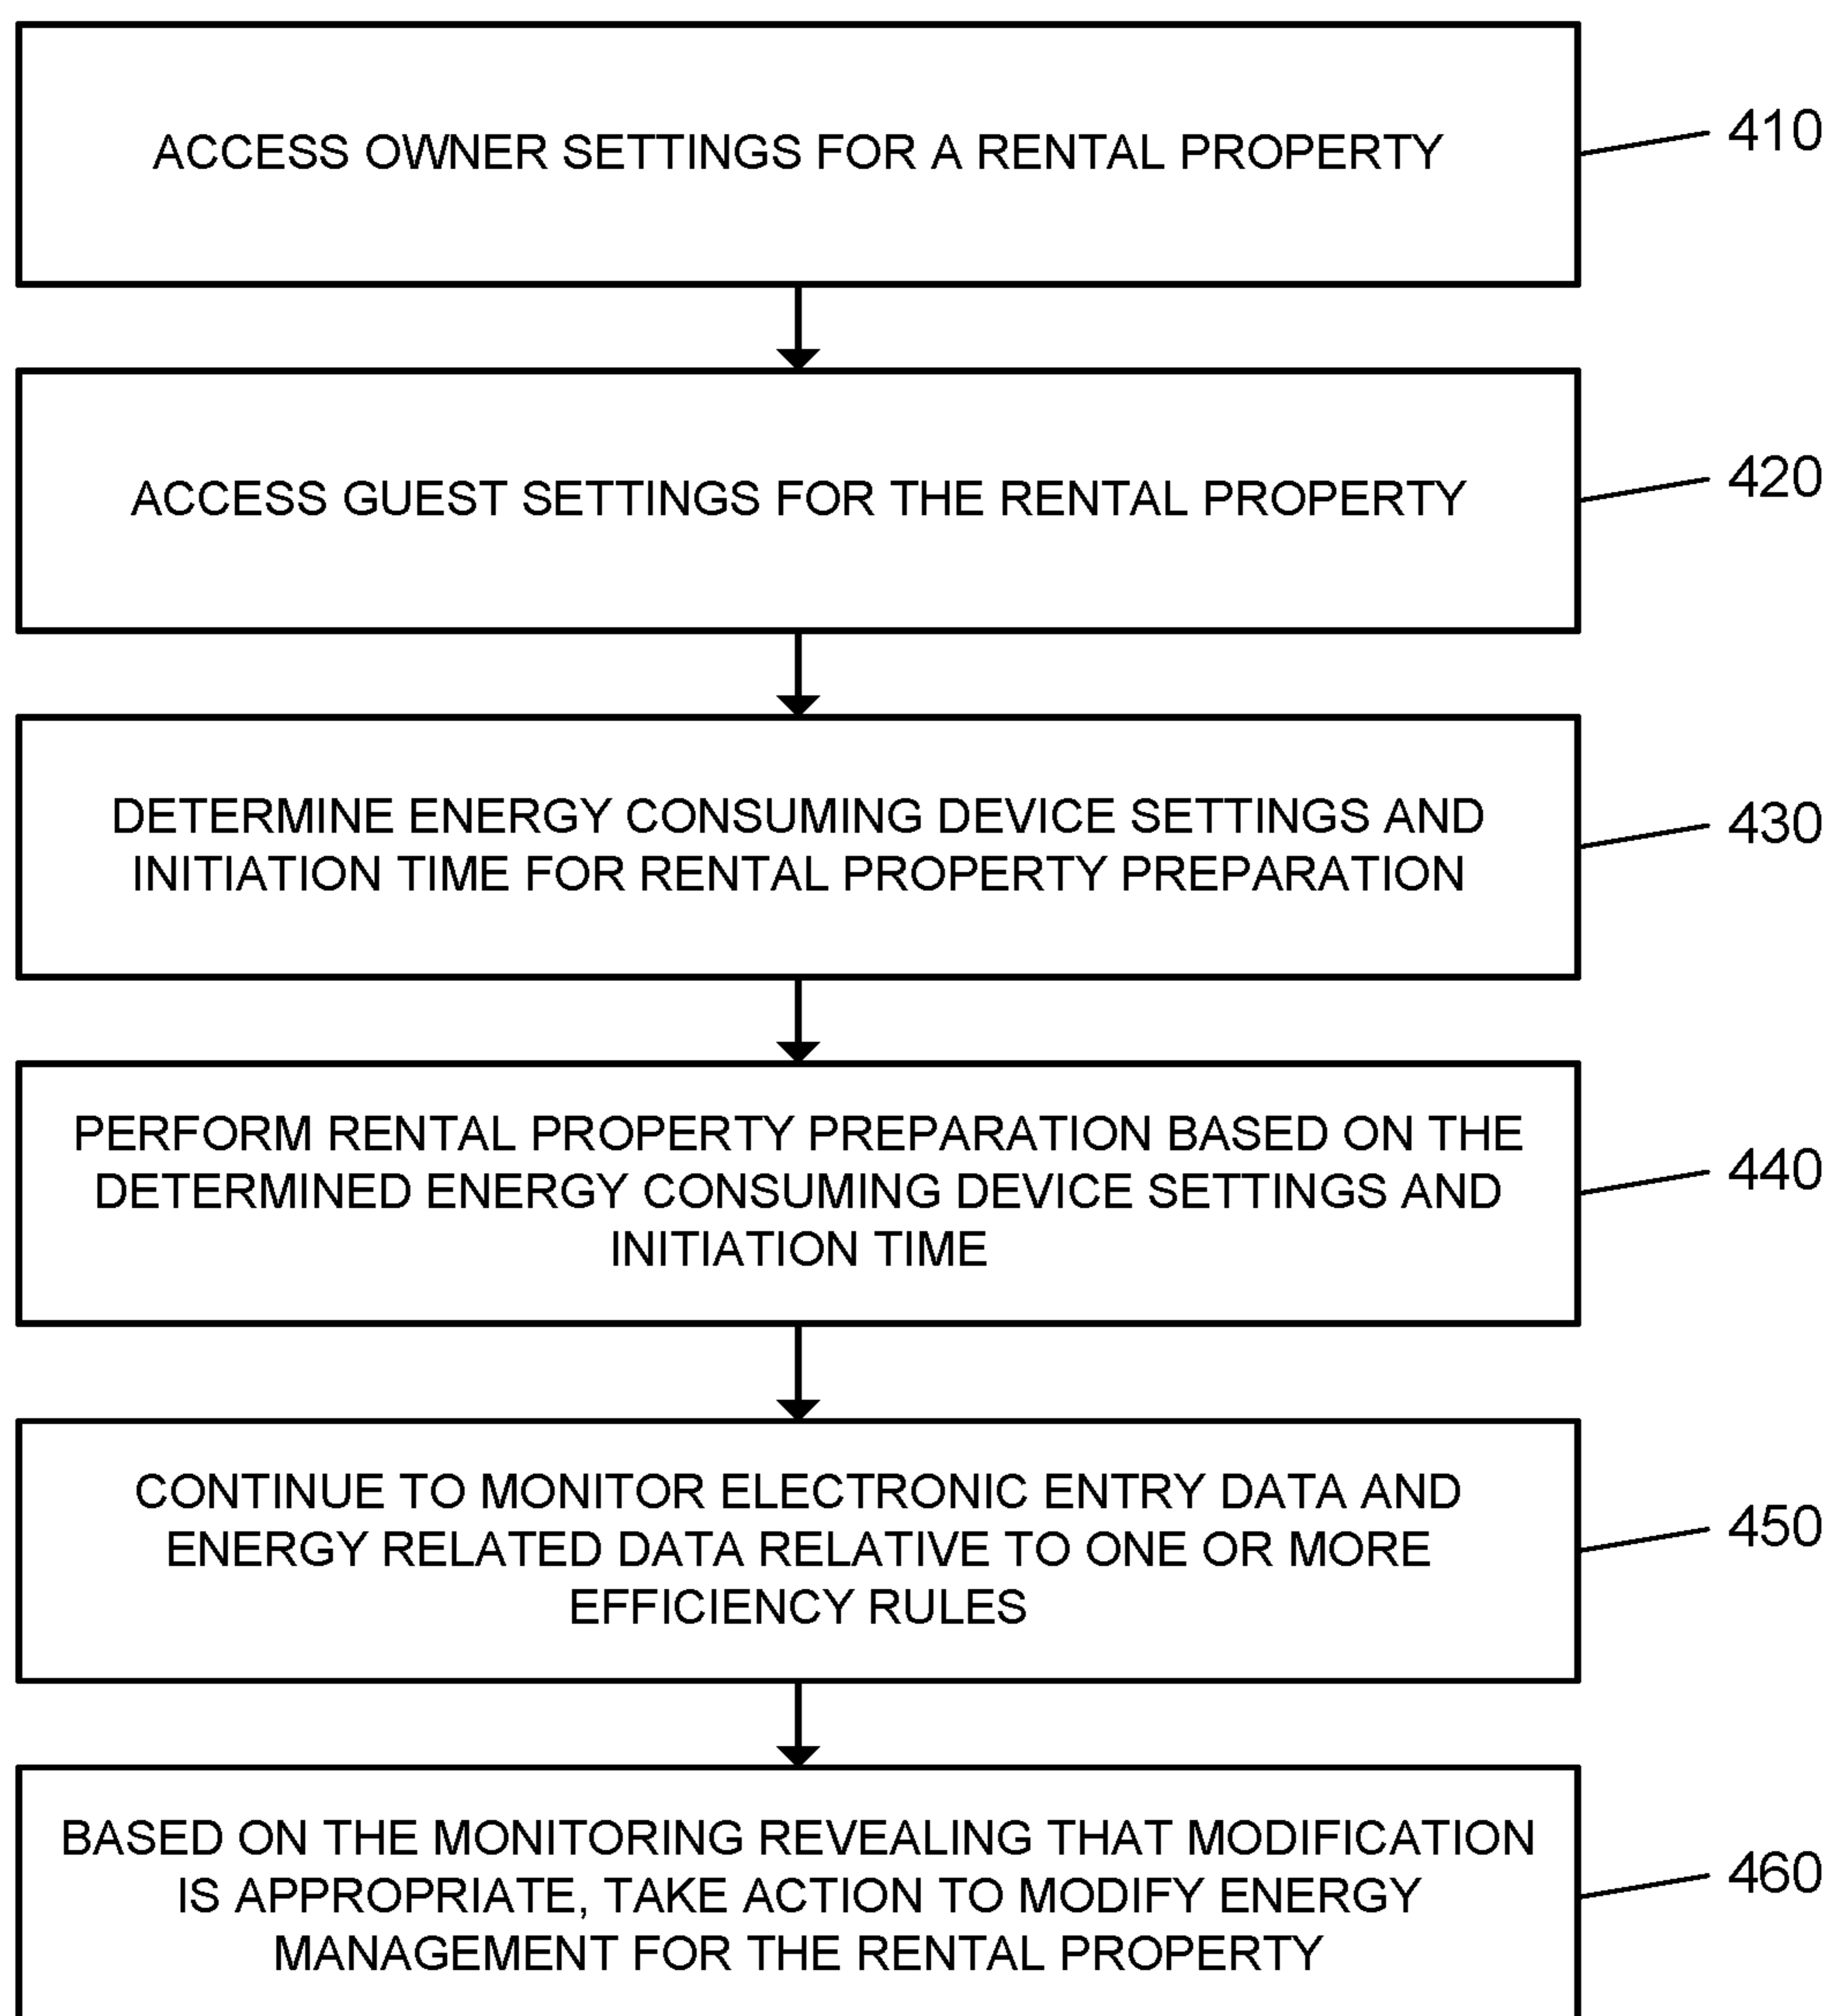 ACCESS OWNER SETTINGS FOR A RENTAL PROPERTY
410
ACCESS GUEST SETTINGS FOR THE RENTAL PROPERTY
420
DETERMINE ENERGY CONSUMING DEVICE SETTINGS AND
INITIATION TIME FOR RENTAL PROPERTY PREPARATION
430
PERFORM RENTAL PROPERTY PREPARATION BASED ON THE
DETERMINED ENERGY CONSUMING DEVICE SETTINGS AND
INITIATION TIME
440
CONTINUE TO MONITOR ELECTRONIC ENTRY DATA AND
ENERGY RELATED DATA RELATIVE TO ONE OR MORE
EFFICIENCY RULES
450
BASED ON THE MONITORING REVEALING THAT MODIFICATION
IS APPROPRIATE, TAKE ACTION TO MODIFY ENERGY
MANAGEMENT FOR THE RENTAL PROPERTY
460